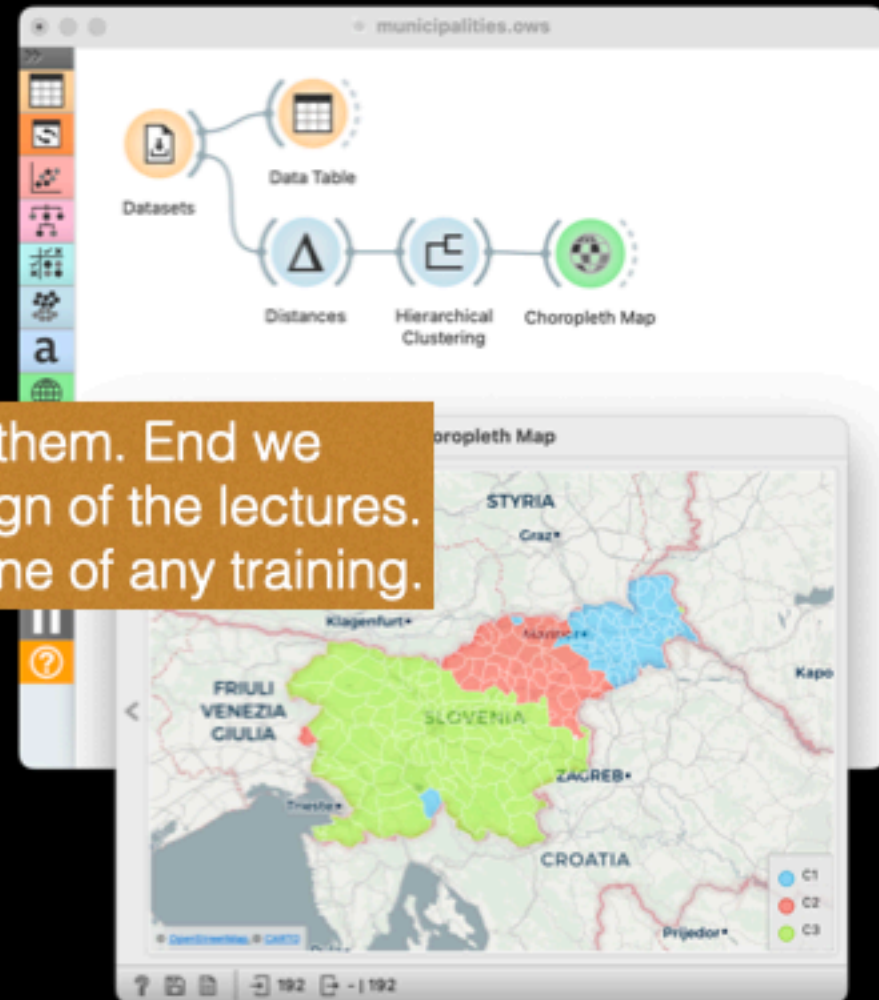 municipalities.ows
Data Table
Datasets
Distances
Hierarchical
Clustering
Choropleth Map
a
them. End we
gn of the lectures.
ne of any training.
oropleth Map
STYRIA
Graz
Klagenfurt
FRIULI
VENEZIA
GIULIA
SLOVENIA
Kapo
ZAGREB
Trieste
CROATIA
C1
C2
C3
Prijedor
© OpenStreetMap, © CARTO
? 192 - | 192